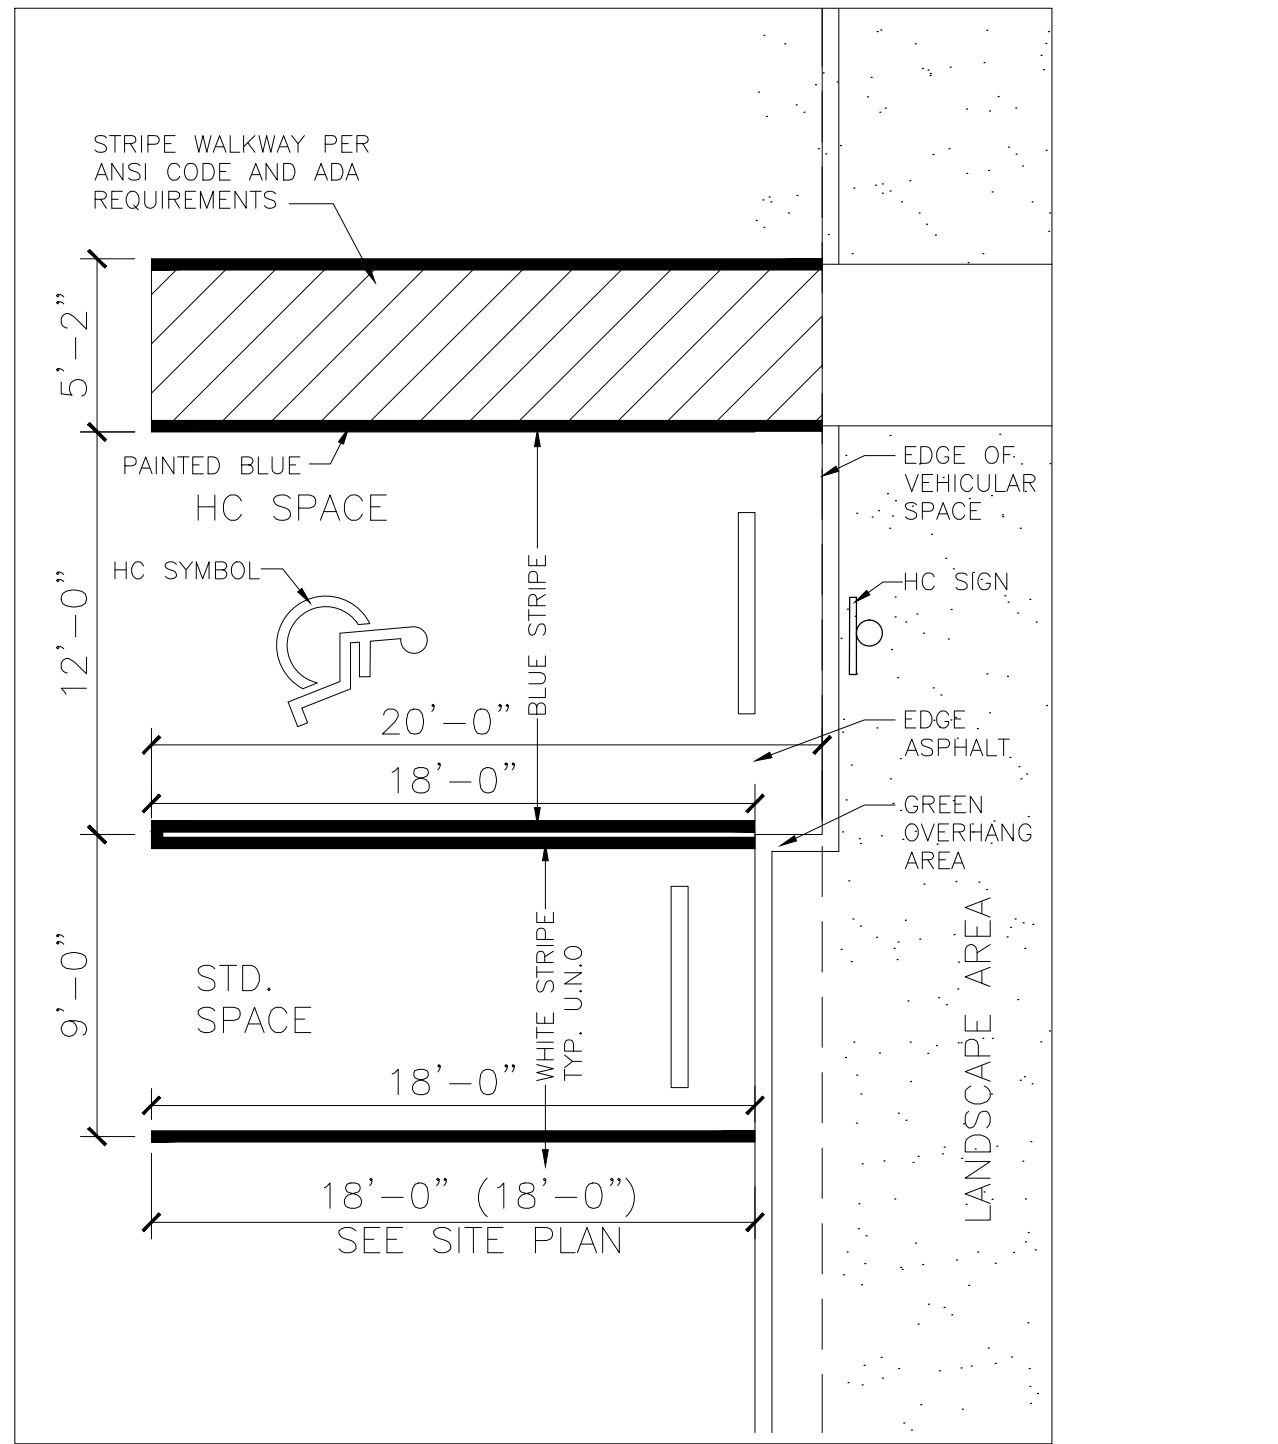 STRIPE WALKWAY PER
ANSI CODE AND ADA
REQUIREMENTS
5'-2"
PAINTED BLUE
HC SPACE
EDGE OF
VEHICULAR
SPACE
HC SYMBOL
HC SIGN
12'-0"
BLUE STRIPE
20'-0"
EDGE
ASPHALT
18'-0"
GREEN
OVERHANG
AREA
9'-0"
STD.
SPACE
WHITE STRIPE
TYP. U.N.O
LANDSCAPE AREA
18'-0"
18'-0" (18'-0")
SEE SITE PLAN